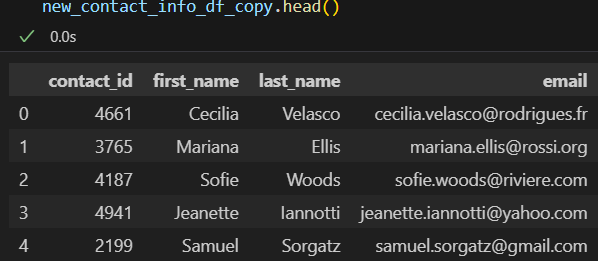 new_contact_info_df_copy.head()
0.0s
contact_id first_name last_name email
0 4661 Cecilia Velasco cecilia.velasco@rodrigues.fr
1 3765 Mariana Ellis mariana.ellis@rossi.org
2 4187 Sofie Woods sofie.woods@riviere.com
3 4941 Jeanette Iannotti jeanette.iannotti@yahoo.com
4 2199 Samuel Sorgatz samuel.sorgatz@gmail.com